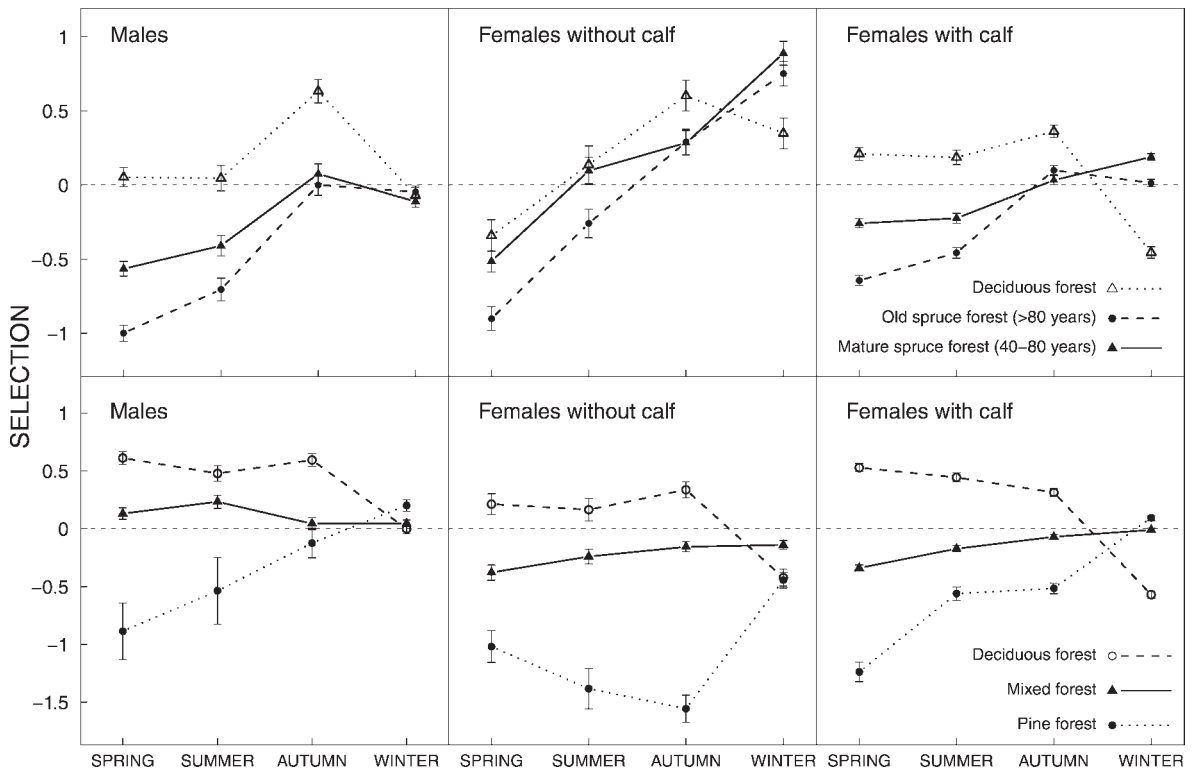 Males
Females without calf
Females with calf
1
0.5
0
−0.5
−1
Deciduous forest
Old spruce forest (>80 years)
Mature spruce forest (40−80 years)
SELECTION
Males
Females without calf
Females with calf
1
0.5
0
−0.5
−1
−1.5
Deciduous forest
Mixed forest
Pine forest
SPRING SUMMER AUTUMN WINTER SPRING SUMMER AUTUMN WINTER SPRING SUMMER AUTUMN WINTER